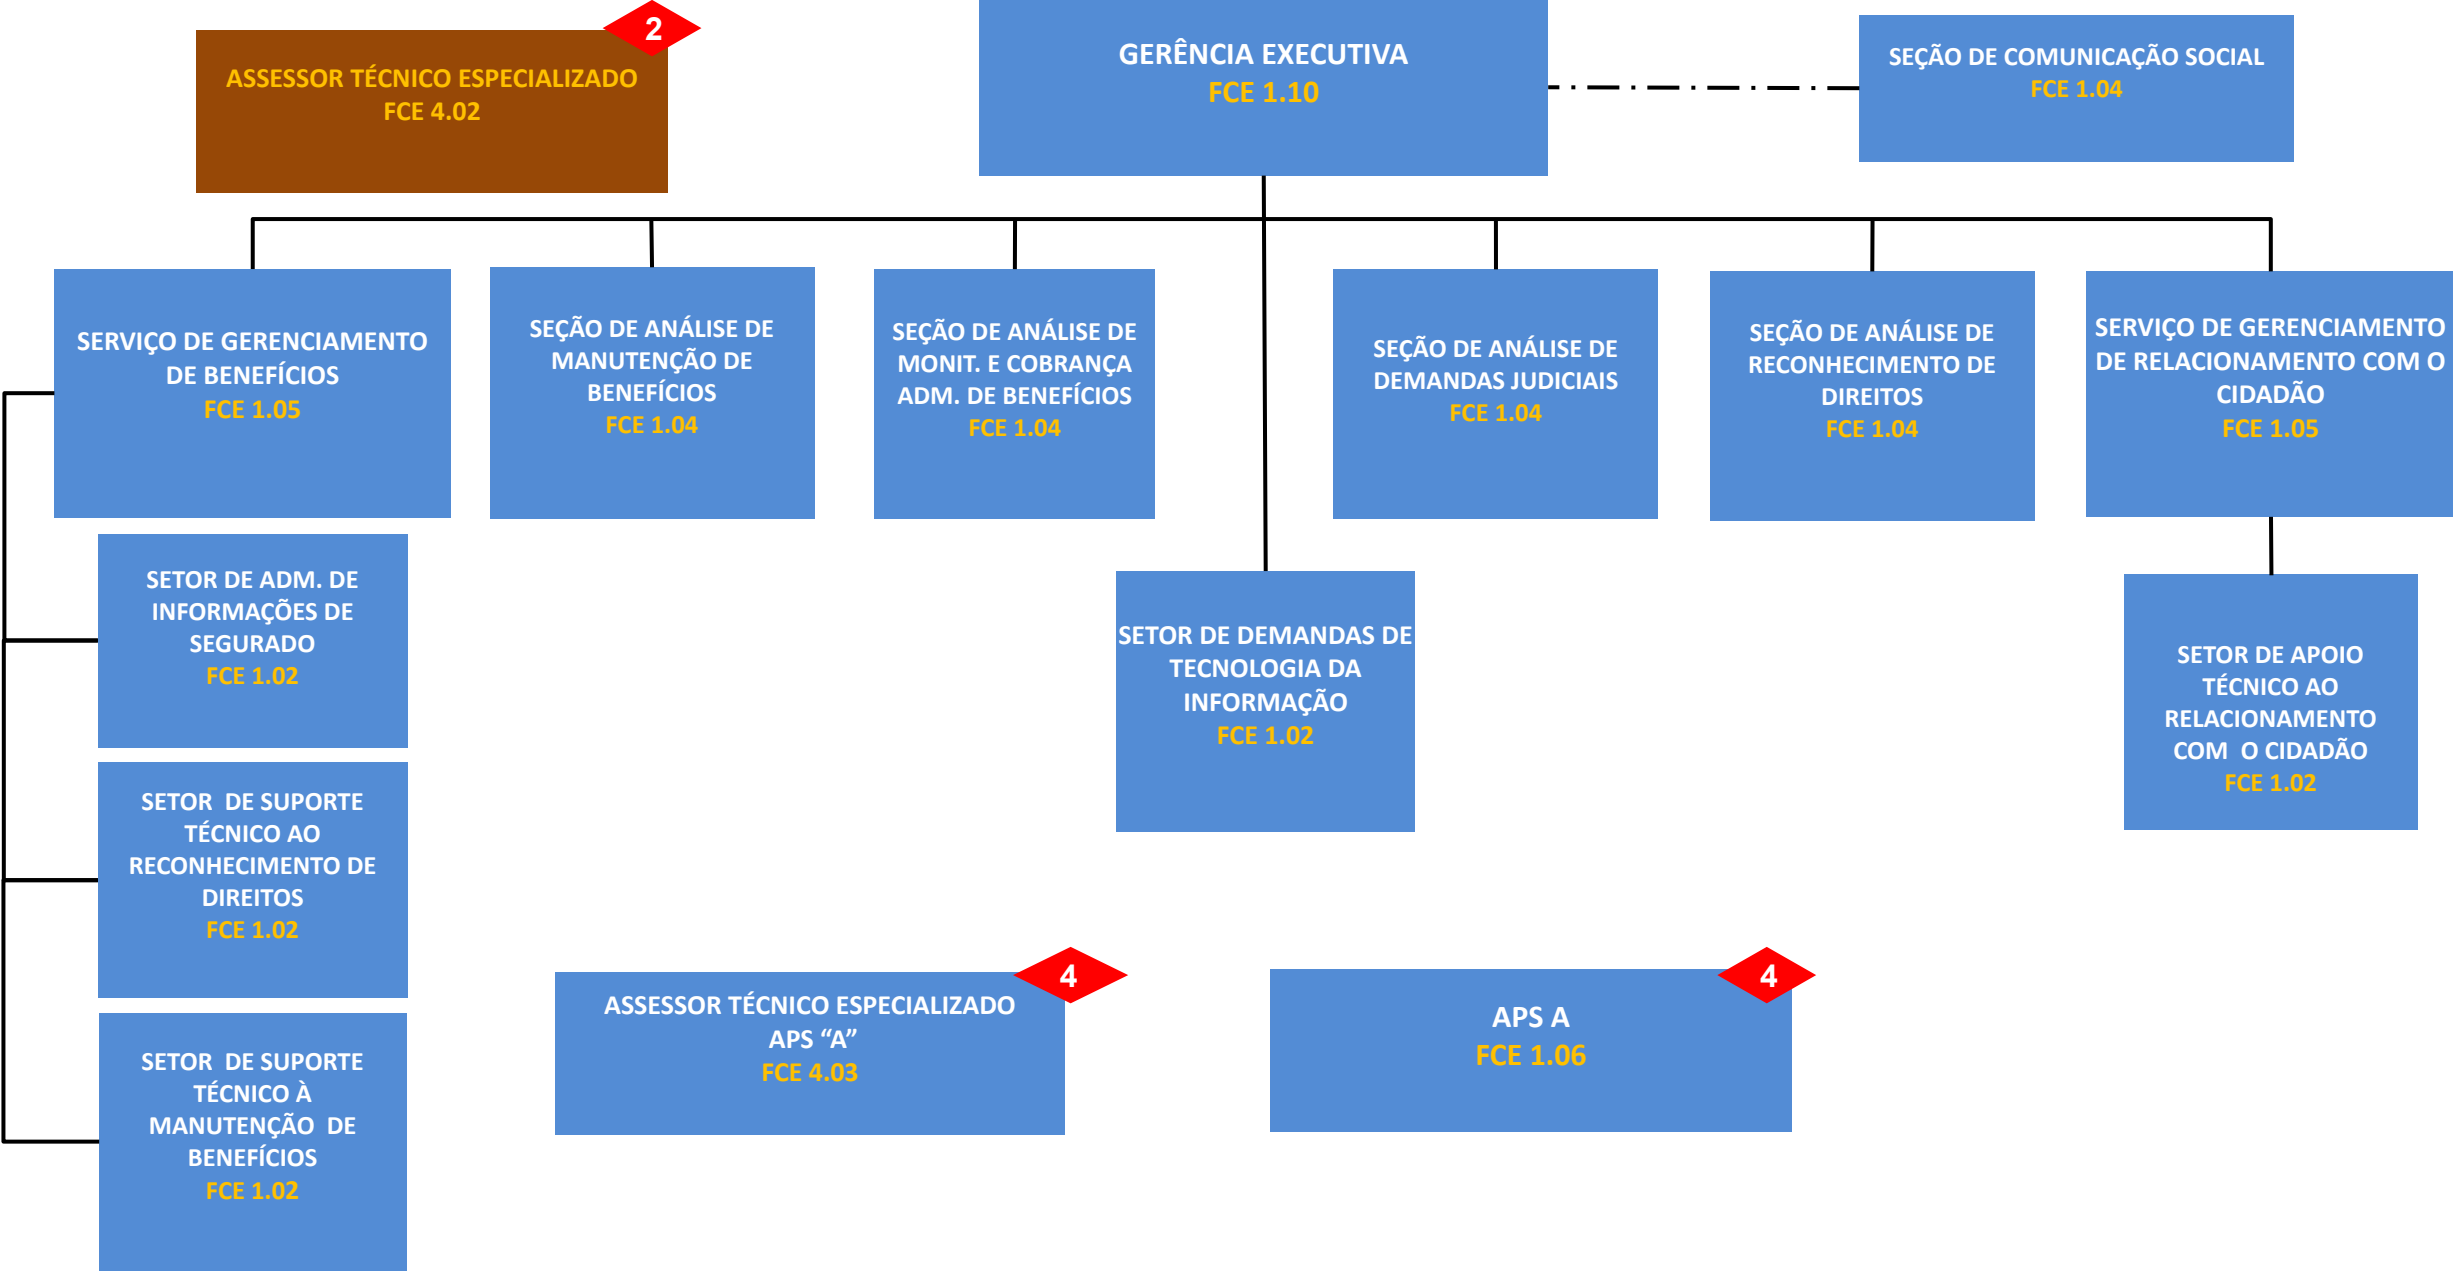 2
ASSESSOR TÉCNICO ESPECIALIZADO
FCE 4.02
GERÊNCIA EXECUTIVA
FCE 1.10
SEÇÃO DE COMUNICAÇÃO SOCIAL
FCE 1.04
SERVIÇO DE GERENCIAMENTO
DE BENEFÍCIOS
FCE 1.05
SEÇÃO DE ANÁLISE DE
MANUTENÇÃO DE
BENEFÍCIOS
FCE 1.04
SEÇÃO DE ANÁLISE DE
MONIT. E COBRANÇA
ADM. DE BENEFÍCIOS
FCE 1.04
SEÇÃO DE ANÁLISE DE
DEMANDAS JUDICIAIS
FCE 1.04
SEÇÃO DE ANÁLISE DE
RECONHECIMENTO DE
DIREITOS
FCE 1.04
SERVIÇO DE GERENCIAMENTO
DE RELACIONAMENTO COM O
CIDADÃO
FCE 1.05
SETOR DE ADM. DE
INFORMAÇÕES DE
SEGURADO
FCE 1.02
SETOR DE DEMANDAS DE
TECNOLOGIA DA
INFORMAÇÃO
FCE 1.02
SETOR DE APOIO
TÉCNICO AO
RELACIONAMENTO
COM O CIDADÃO
FCE 1.02
SETOR DE SUPORTE
TÉCNICO AO
RECONHECIMENTO DE
DIREITOS
FCE 1.02
4
ASSESSOR TÉCNICO ESPECIALIZADO
APS “A”
FCE 4.03
4
APS A
FCE 1.06
SETOR DE SUPORTE
TÉCNICO À
MANUTENÇÃO DE
BENEFÍCIOS
FCE 1.02